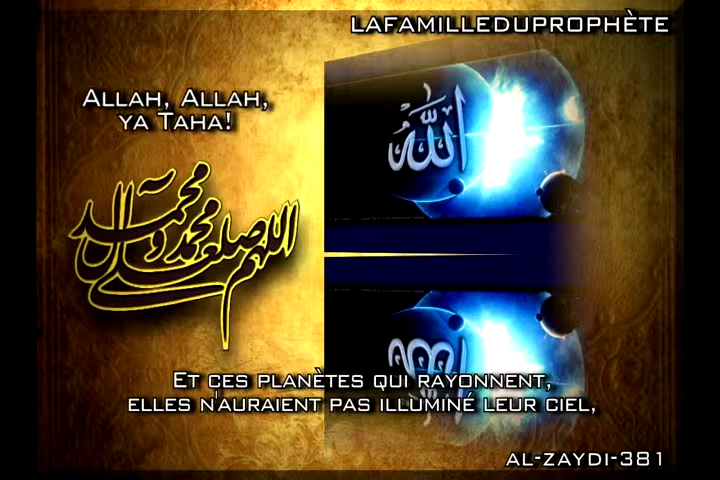 LAFAMILLEDUPROPHÈTE
ALLAH, ALLAH,
YA TAHA!
الله
اللهم صل على محمد وآل محمد
ET CES PLANÈTES QUI RAYONNENT,
ELLES N'AURAIENT PAS ILLUMINÉ LEUR CIEL,
AL-ZAYDI-381